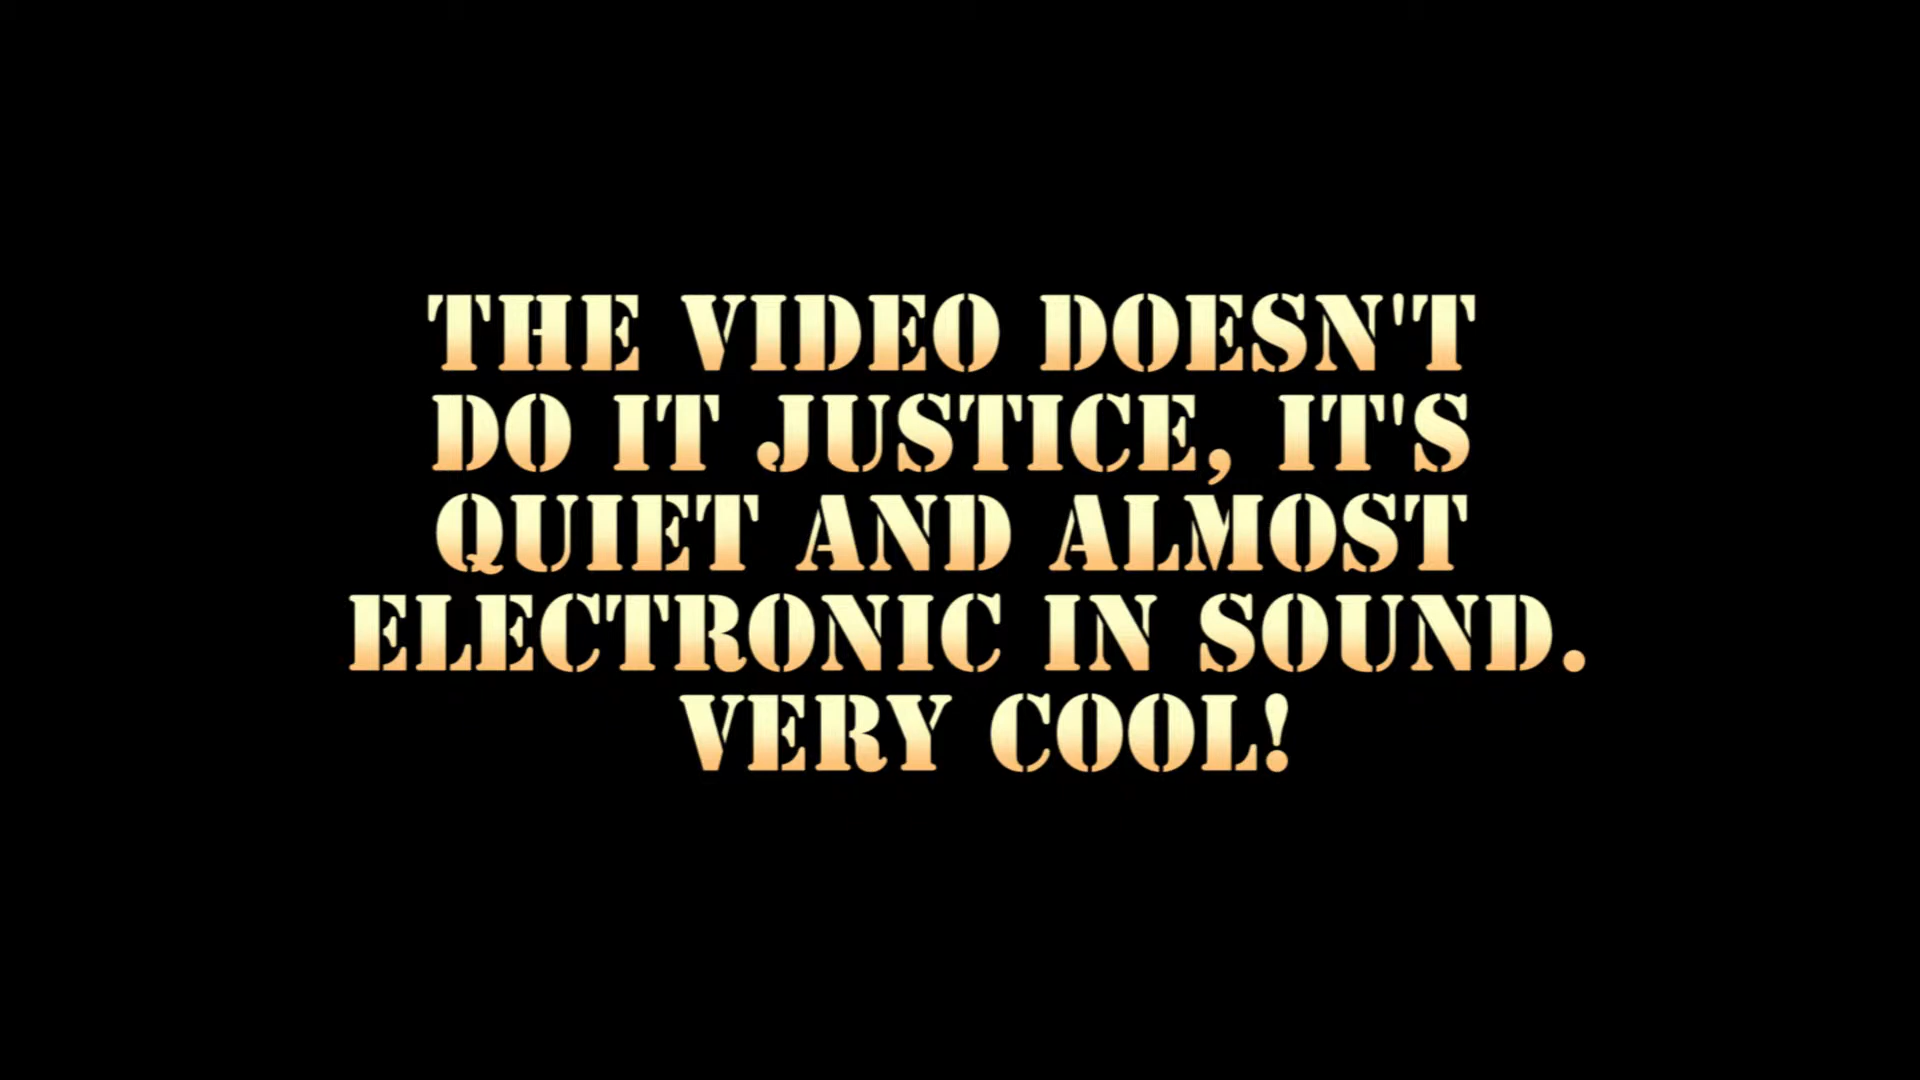 THE VIDEO DOESN'T
DO IT JUSTICE, IT'S
QUIET AND ALMOST
ELECTRONIC IN SOUND.
VERY COOL!